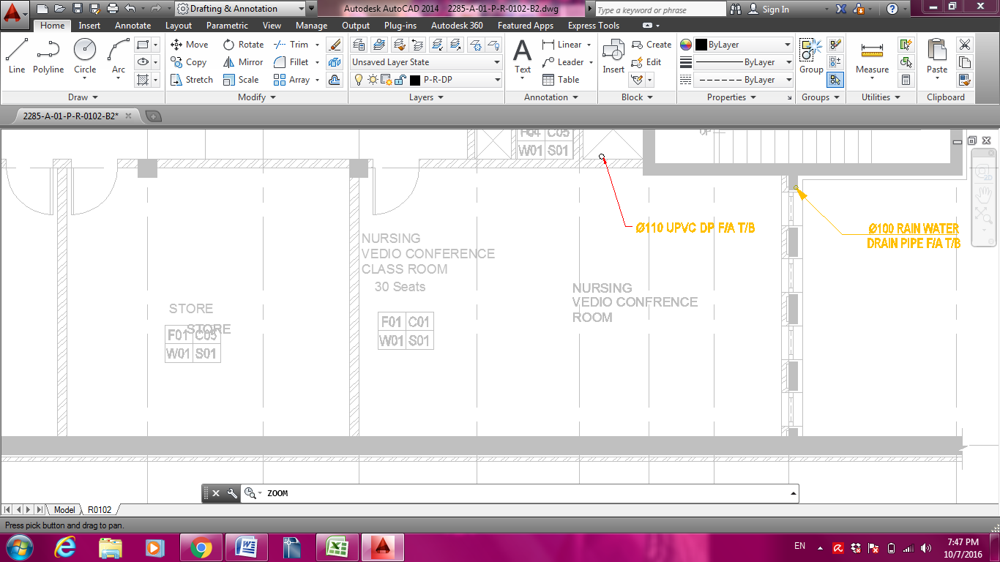 Drafting & Annotation
Autodesk AutoCAD 2014 2285-A-01-P-R-0102-B2.dwg
Type a keyword or phrase
Sign In
Home Insert Annotate Layout Parametric View Manage Output Plug-ins Autodesk 360 Featured Apps Express Tools
Line Polyline Circle Arc
Move Rotate Trim
Copy Mirror Fillet
Stretch Scale Array
Unsaved Layer State
P-R-DP
Text
Linear
Leader
Table
Insert
Create
Edit
ByLayer
ByLayer
ByLayer
Group
Measure
Paste
Draw Modify Layers Annotation Block Properties Groups Utilities Clipboard
2285-A-01-P-R-0102-B2*
F04 C05
W01 S01
UP
2D
Ø110 UPVC DP F/A T/B
Ø100 RAIN WATER
DRAIN PIPE F/A T/B
NURSING
VEDIO CONFERENCE
CLASS ROOM
30 Seats
F01 C01
W01 S01
NURSING
VEDIO CONFRENCE
ROOM
STORE
STORE
F01 C05
W01 S01
ZOOM
Model R0102
Press pick button and drag to pan.
EN
7:47 PM
10/7/2016